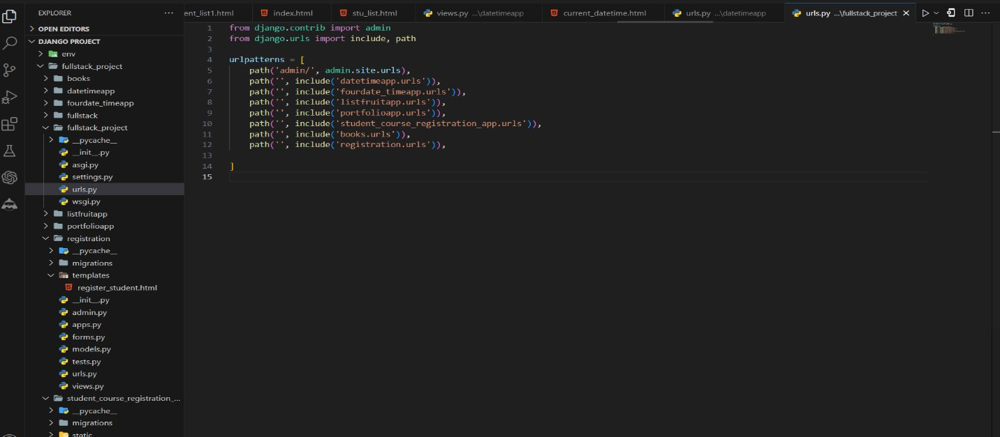 EXPLORER
OPEN EDITORS
DJANGO PROJECT
env
fullstack_project
books
datetimeapp
fourdate_timeapp
fullstack
fullstack_project
__pycache__
__init__.py
asgi.py
settings.py
urls.py
wsgi.py
listfruitapp
portfolioapp
registration
__pycache__
migrations
templates
register_student.html
__init__.py
admin.py
apps.py
forms.py
models.py
tests.py
urls.py
views.py
student_course_registration_...
__pycache__
migrations
static
ent_list1.html
index.html
stu_list.html
views.py ...\datetimeapp
current_datetime.html
urls.py ...\datetimeapp
urls.py ...\fullstack_project
1 from django.contrib import admin
2 from django.urls import include, path
3
4 urlpatterns = [
5 path('admin/', admin.site.urls),
6 path('', include('datetimeapp.urls')),
7 path('', include('fourdate_timeapp.urls')),
8 path('', include('listfruitapp.urls')),
9 path('', include('portfolioapp.urls')),
10 path('', include('student_course_registration_app.urls')),
11 path('', include('books.urls')),
12 path('', include('registration.urls')),
13
14 ]
15